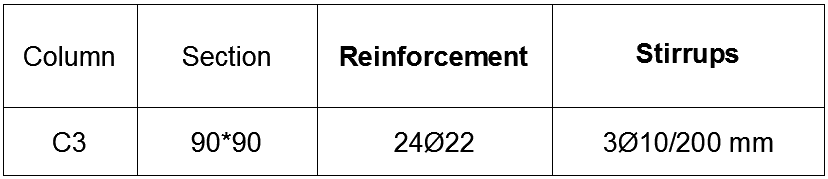 Column Section Reinforcement Stirrups
C3 90*90 24Ø22 3Ø10/200 mm